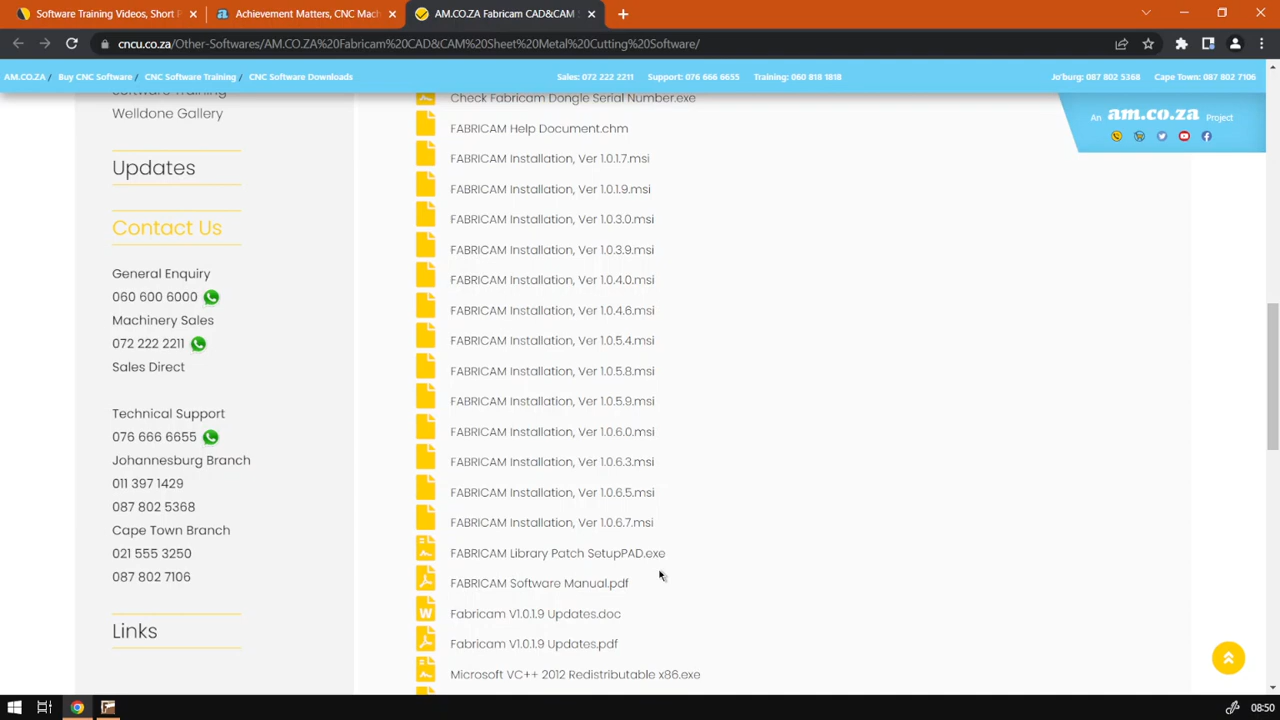 Software Training Videos, Short P
Achievement Matters, CNC Mach
AM.CO.ZA Fabricam CAD&CAM S
cncu.co.za/Other-Softwares/AM.CO.ZA%20Fabricam%20CAD&CAM%20Sheet%20Metal%20Cutting%20Software/
AM.CO.ZA / Buy CNC Software / CNC Software Training / CNC Software Downloads
Sales: 072 222 2211 Support: 076 666 6655 Training: 060 818 1818
Jo'burg: 087 802 5368 Cape Town: 087 802 7106
An am.co.za Project
Software Training
Welldone Gallery
Updates
Contact Us
General Enquiry
060 600 6000
Machinery Sales
072 222 2211
Sales Direct
Technical Support
076 666 6655
Johannesburg Branch
011 397 1429
087 802 5368
Cape Town Branch
021 555 3250
087 802 7106
Links
Check Fabricam Dongle Serial Number.exe
FABRICAM Help Document.chm
FABRICAM Installation, Ver 1.0.1.7.msi
FABRICAM Installation, Ver 1.0.1.9.msi
FABRICAM Installation, Ver 1.0.3.0.msi
FABRICAM Installation, Ver 1.0.3.9.msi
FABRICAM Installation, Ver 1.0.4.0.msi
FABRICAM Installation, Ver 1.0.4.6.msi
FABRICAM Installation, Ver 1.0.5.4.msi
FABRICAM Installation, Ver 1.0.5.8.msi
FABRICAM Installation, Ver 1.0.5.9.msi
FABRICAM Installation, Ver 1.0.6.0.msi
FABRICAM Installation, Ver 1.0.6.3.msi
FABRICAM Installation, Ver 1.0.6.5.msi
FABRICAM Installation, Ver 1.0.6.7.msi
FABRICAM Library Patch SetupPAD.exe
FABRICAM Software Manual.pdf
Fabricam V1.0.1.9 Updates.doc
Fabricam V1.0.1.9 Updates.pdf
Microsoft VC++ 2012 Redistributable x86.exe
08:50